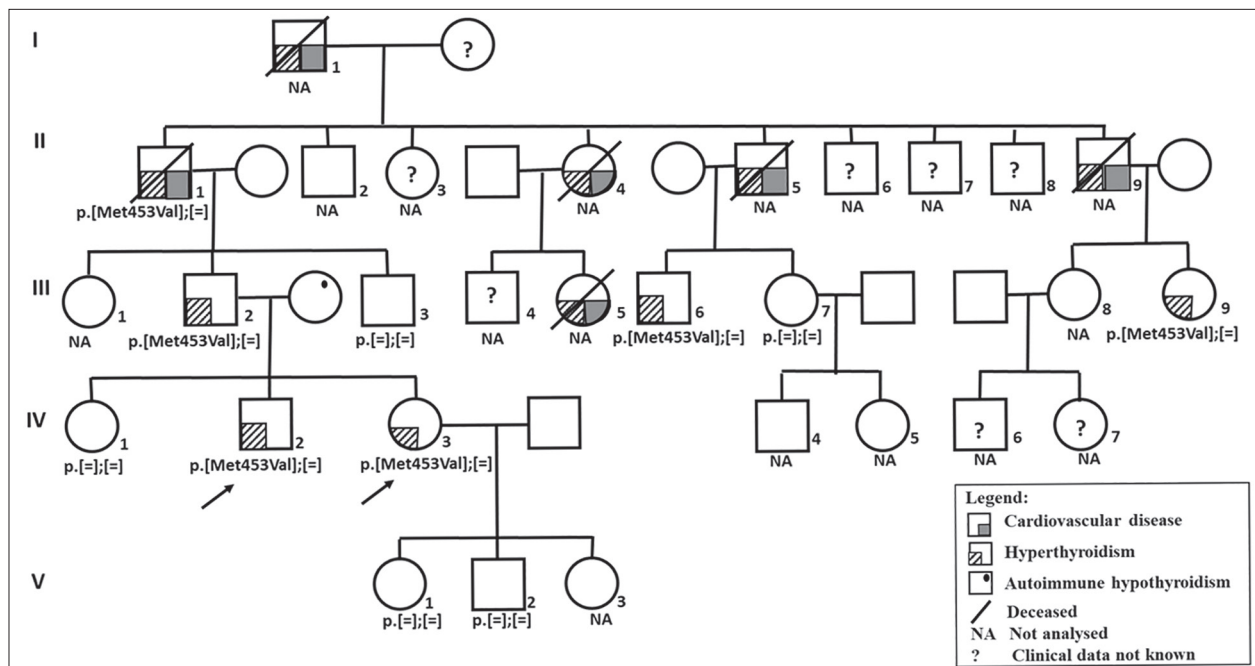 I
?
1
NA
II
? ? ? ?
1 2 3 4 5 6 7 8 9
p.[Met453Val];[=] NA NA NA NA NA NA NA NA
III
?
1 2 3 4 5 6 7 8 9
NA p.[Met453Val];[=] p.[=];[=] NA NA p.[Met453Val];[=] p.[=];[=] NA p.[Met453Val];[=]
IV
? ?
1 2 3 4 5 6 7
p.[=];[=] p.[Met453Val];[=] p.[Met453Val];[=] NA NA NA NA
V
1 2 3
p.[=];[=] p.[=];[=] NA
Legend:
Cardiovascular disease
Hyperthyroidism
Autoimmune hypothyroidism
Deceased
NA Not analysed
? Clinical data not known